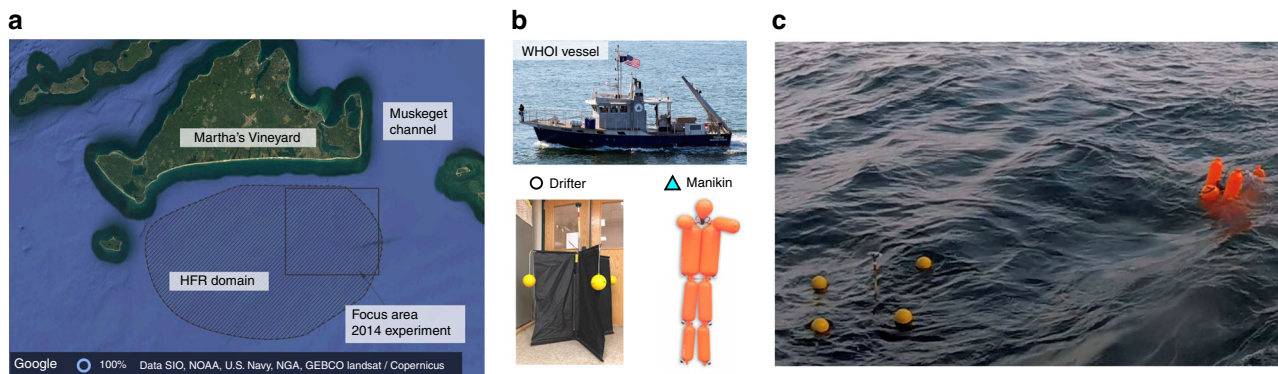 a
Martha's Vineyard
Muskeget
channel
HFR domain
Focus area
2014 experiment
Google
100%
Data SIO, NOAA, U.S. Navy, NGA, GEBCO landsat / Copernicus
b
WHOI vessel
Drifter
Manikin
c